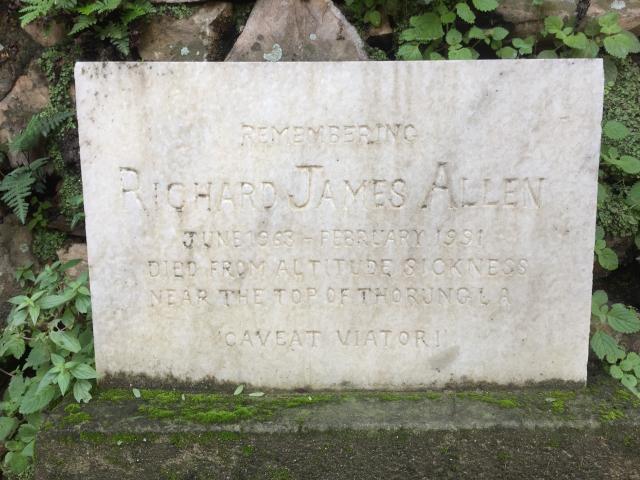 REMEMBERING
RICHARD JAMES ALLEN
JUNE 1963 - FEBRUARY 1991
DIED FROM ALTITUDE SICKNESS
NEAR THE TOP OF THORUNG LA
'CAVEAT VIATOR!'